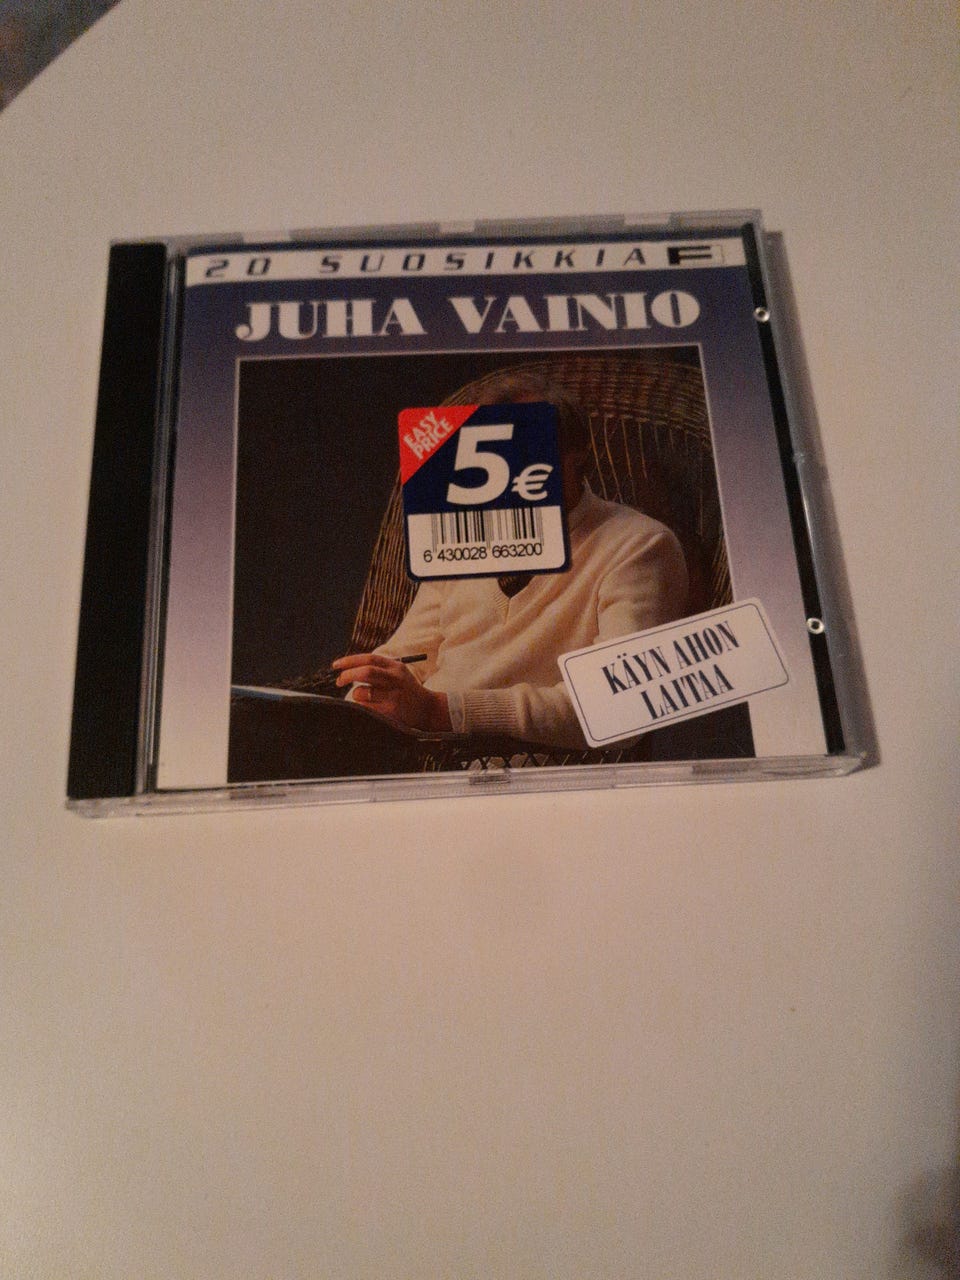 20 SUOSIKKIA F
JUHA VAINIO
EASY
PRICE
5€
6 430028 663200
KÄYN AHON
LAITAA